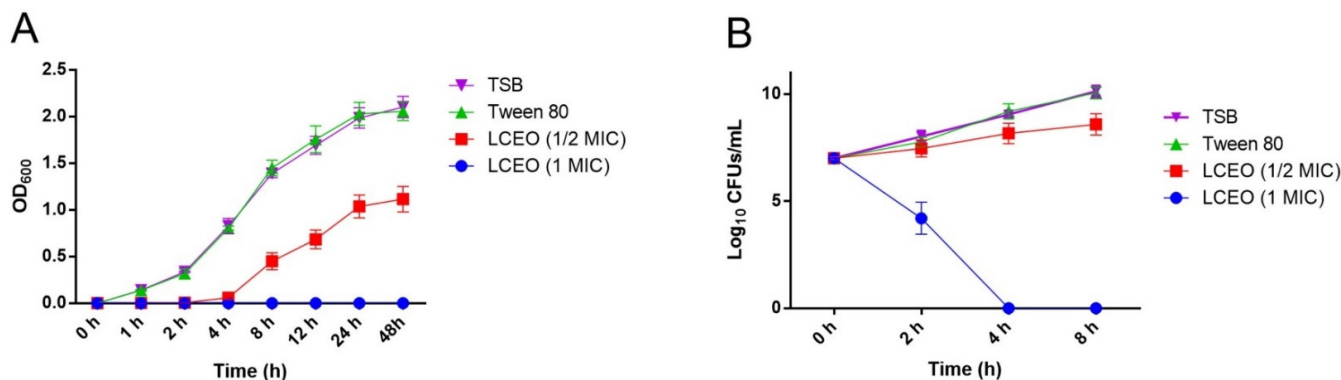 A
OD600
2.5
2.0
1.5
1.0
0.5
0.0
0 h
1 h
2 h
4 h
8 h
12 h
24 h
48h
Time (h)
TSB
Tween 80
LCEO (1/2 MIC)
LCEO (1 MIC)
B
Log10 CFUs/mL
10
5
0
0 h
2 h
4 h
8 h
Time (h)
TSB
Tween 80
LCEO (1/2 MIC)
LCEO (1 MIC)